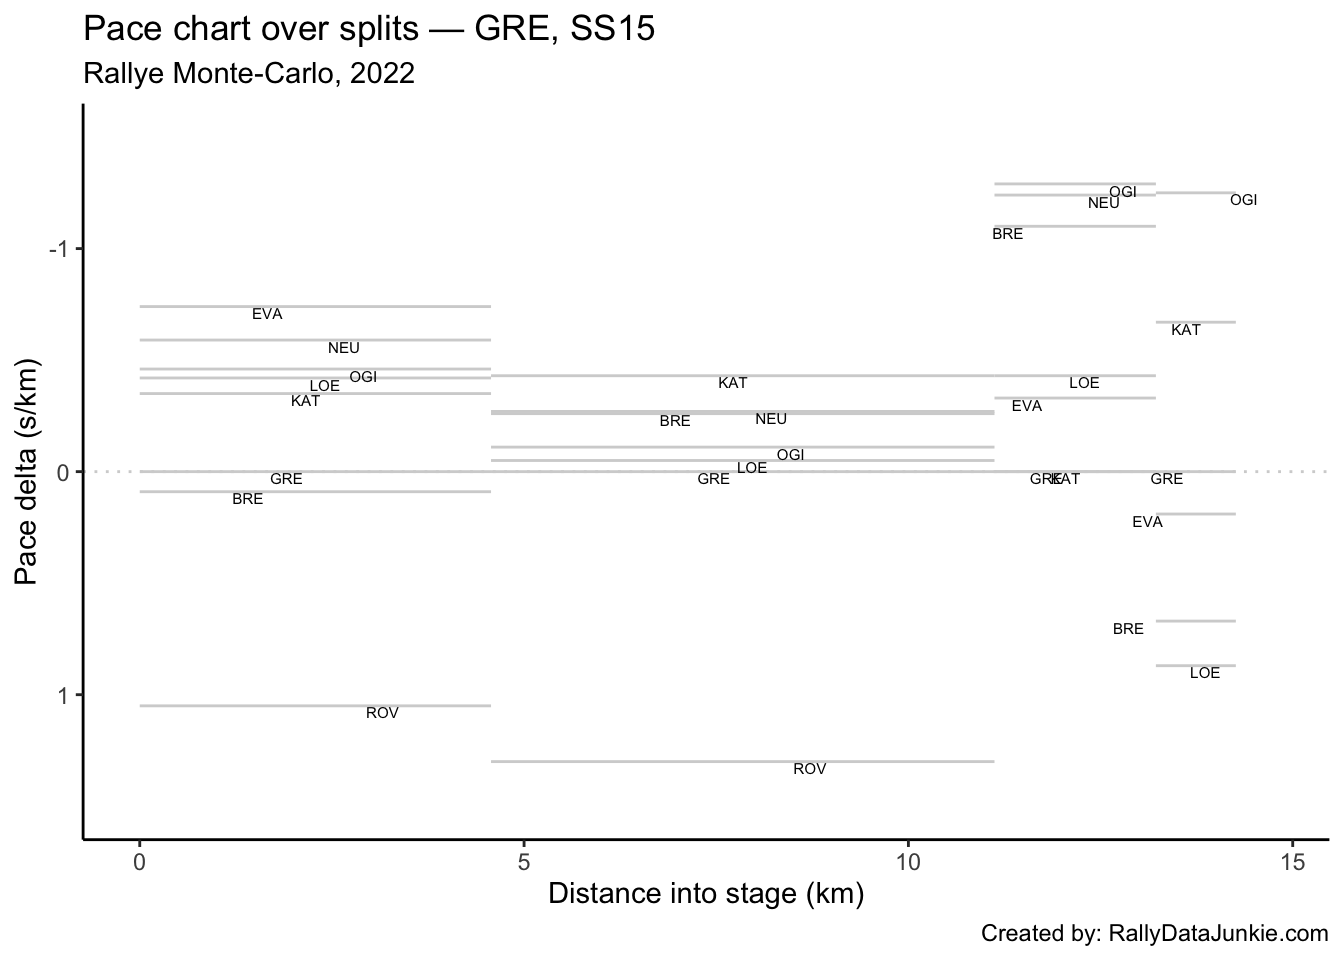 Pace chart over splits — GRE, SS15
Rallye Monte-Carlo, 2022
Pace delta (s/km)
-1
0
1
EVA
NEU
OGI
LOE
KAT
GRE
BRE
ROV
KAT
BRE
NEU
OGI
LOE
GRE
ROV
OGI
NEU
BRE
LOE
EVA
GRE
KAT
OGI
KAT
GRE
EVA
BRE
LOE
0
5
10
15
Distance into stage (km)
Created by: RallyDataJunkie.com